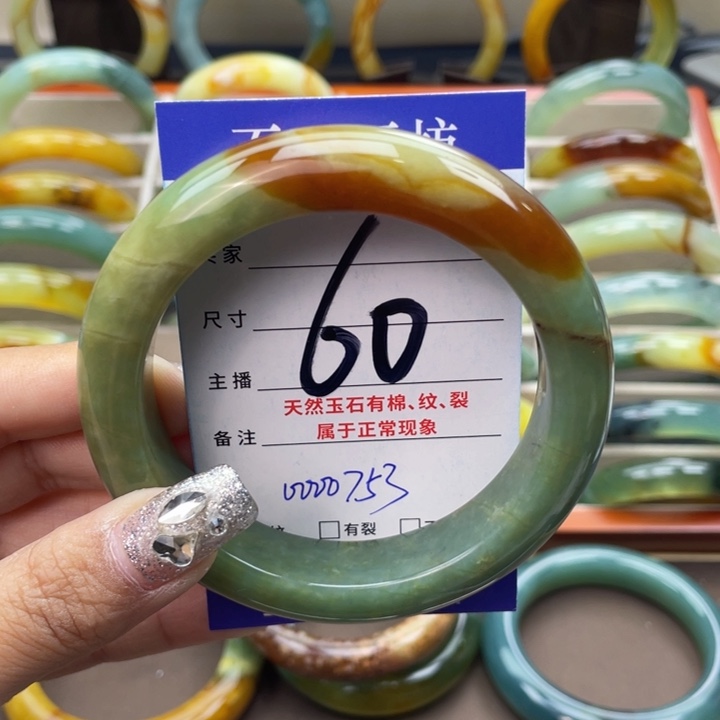 家
尺寸
60
主播
天然玉石有棉、纹、裂
属于正常现象
备注
0000753
□有裂